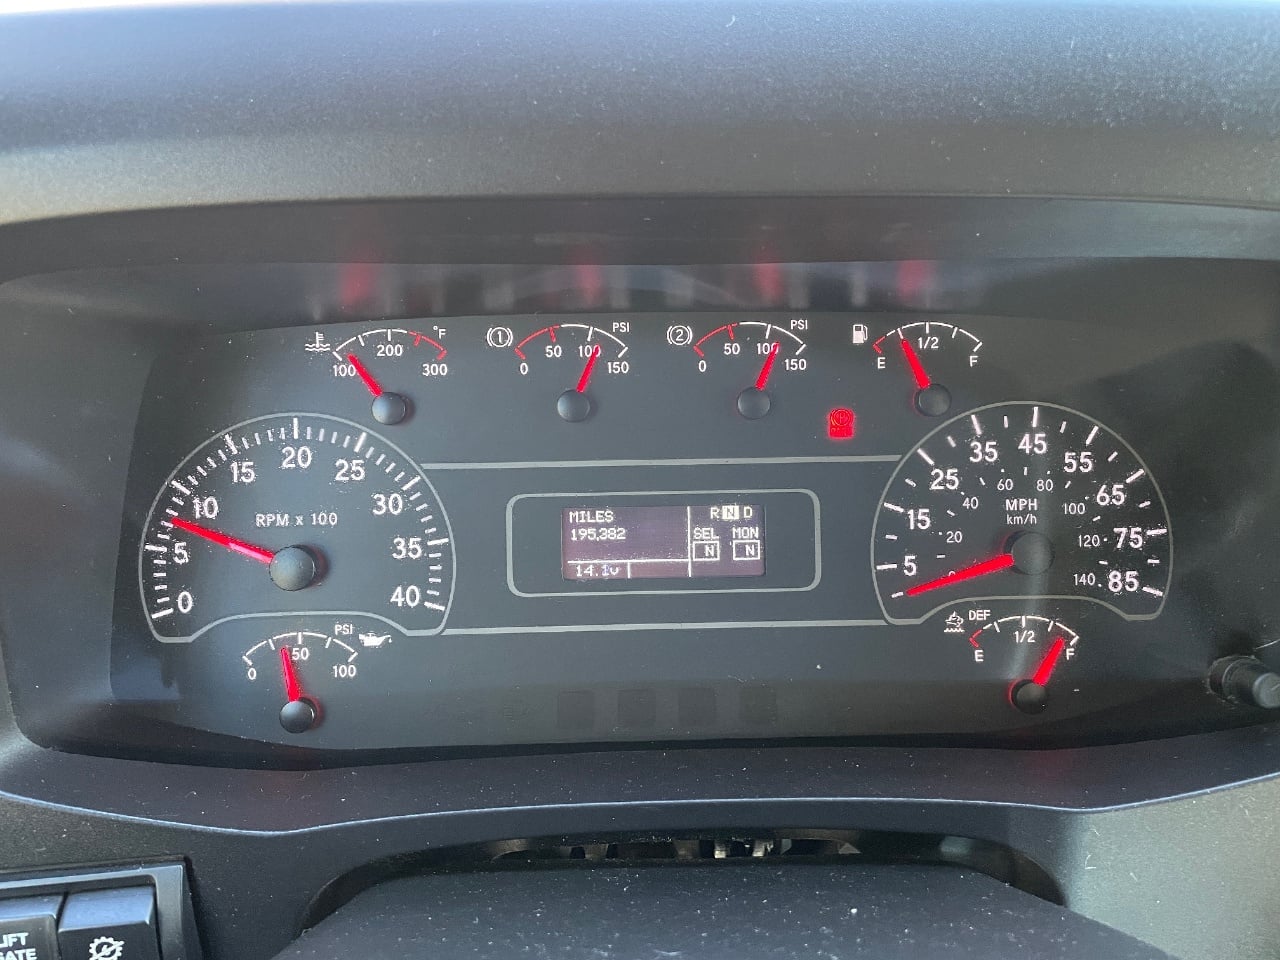 °F
100 200 300
1 PSI
0 50 100 150
2 PSI
0 50 100 150
E 1/2 F
0 5 10 15 20 25 30 35 40
RPM x 100
MILES
195,382
14.1v
R N D
SEL MON
N N
5 15 25 35 45 55 65 75 85
MPH
km/h
20 40 60 80 100 120 140
PSI
0 50 100
DEF
E 1/2 F